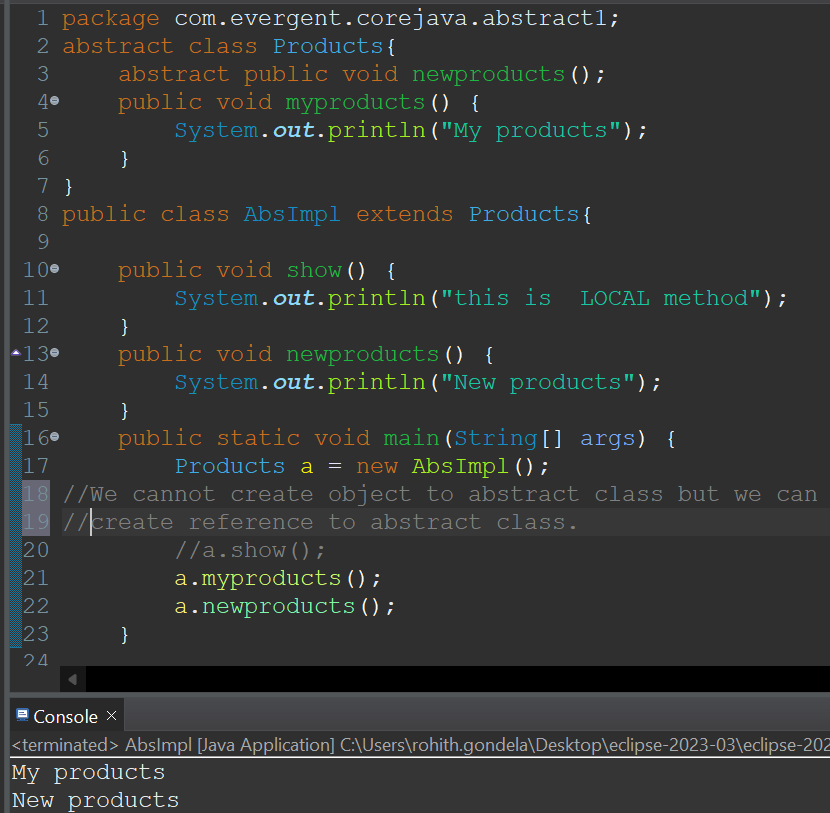 1 package com.evergent.corejava.abstract1;
2 abstract class Products{
3     abstract public void newproducts();
4     public void myproducts() {
5         System.out.println("My products");
6     }
7 }
8 public class AbsImpl extends Products{
9
10     public void show() {
11         System.out.println("this is  LOCAL method");
12     }
13     public void newproducts() {
14         System.out.println("New products");
15     }
16     public static void main(String[] args) {
17         Products a = new AbsImpl();
18 //We cannot create object to abstract class but we can
19 //create reference to abstract class.
20         //a.show();
21         a.myproducts();
22         a.newproducts();
23     }
24
Console ×
<terminated> AbsImpl [Java Application] C:\Users\rohith.gondela\Desktop\eclipse-2023-03\eclipse-202
My products
New products